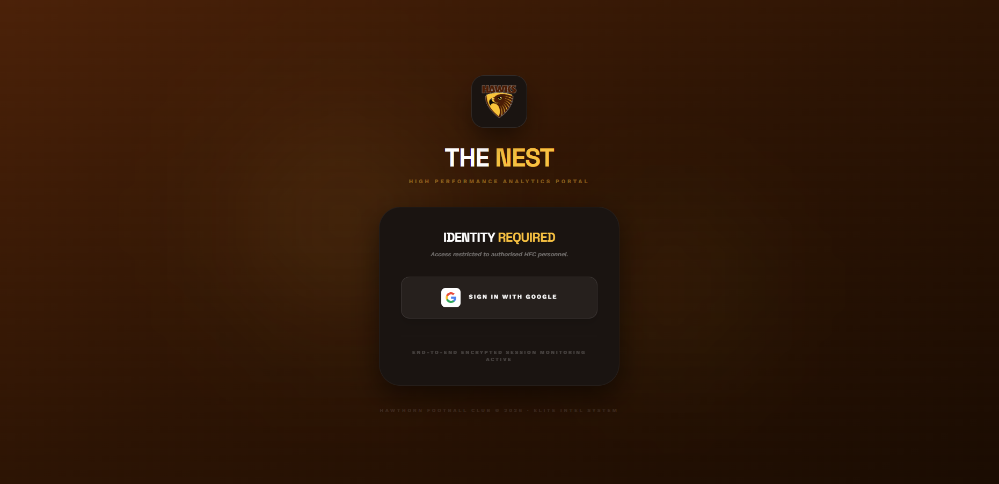 HAWKS
THE NEST
HIGH PERFORMANCE ANALYTICS PORTAL
IDENTITY REQUIRED
Access restricted to authorised HFC personnel.
SIGN IN WITH GOOGLE
END-TO-END ENCRYPTED SESSION MONITORING
ACTIVE
HAWTHORN FOOTBALL CLUB © 2026 · ELITE INTEL SYSTEM